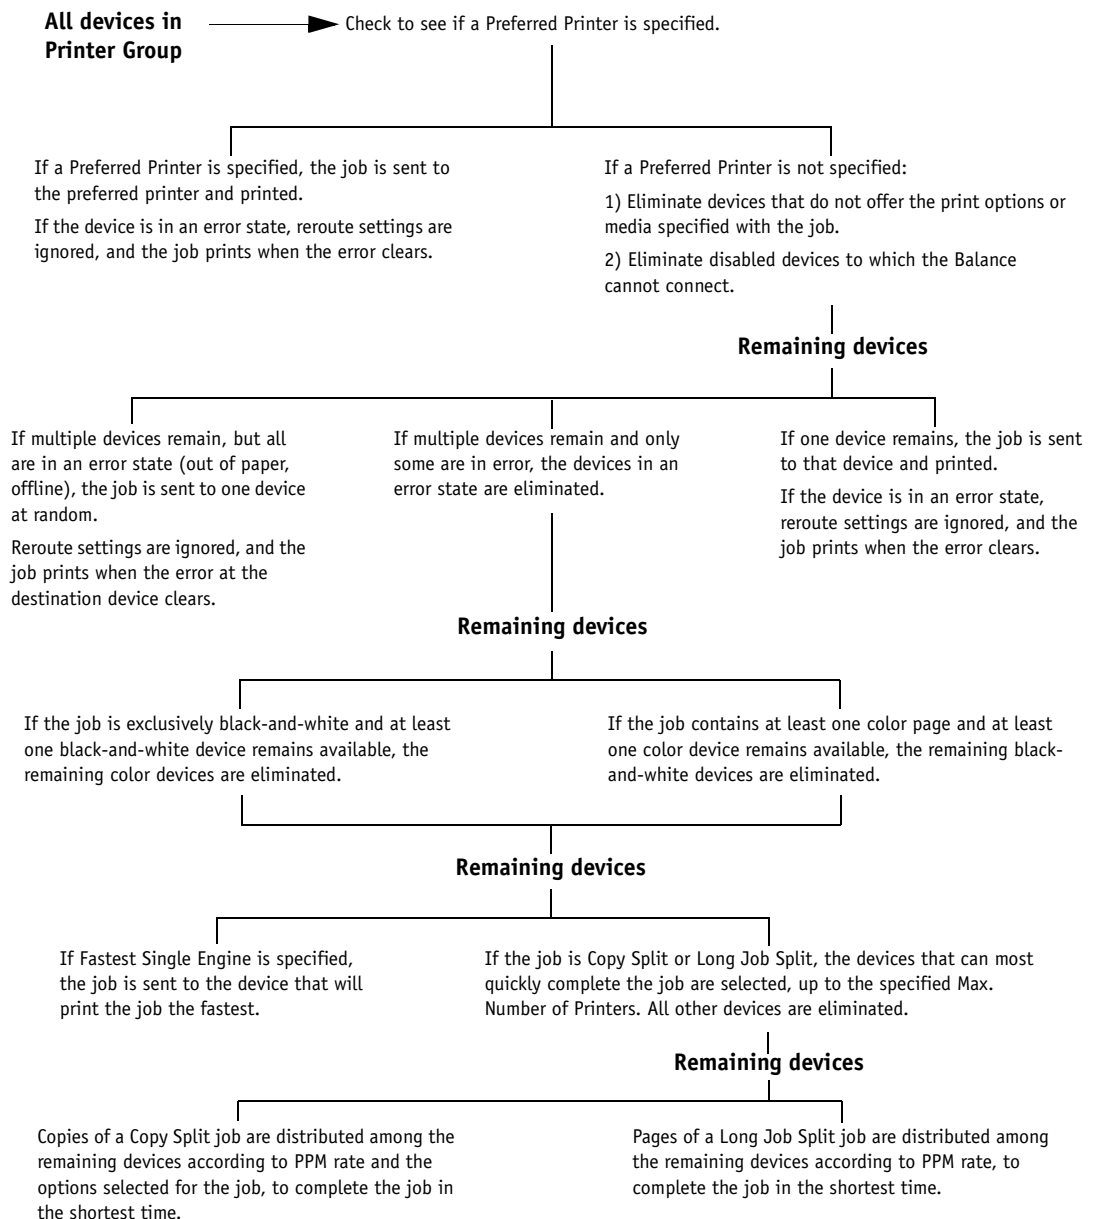 All devices in
Printer Group
Check to see if a Preferred Printer is specified.
If a Preferred Printer is specified, the job is sent to
the preferred printer and printed.
If the device is in an error state, reroute settings are
ignored, and the job prints when the error clears.
If a Preferred Printer is not specified:
1) Eliminate devices that do not offer the print options or
media specified with the job.
2) Eliminate disabled devices to which the Balance
cannot connect.
Remaining devices
If multiple devices remain, but all
are in an error state (out of paper,
offline), the job is sent to one device
at random.
Reroute settings are ignored, and the
job prints when the error at the
destination device clears.
If multiple devices remain and only
some are in error, the devices in an
error state are eliminated.
If one device remains, the job is sent
to that device and printed.
If the device is in an error state,
reroute settings are ignored, and the
job prints when the error clears.
Remaining devices
If the job is exclusively black-and-white and at least
one black-and-white device remains available, the
remaining color devices are eliminated.
If the job contains at least one color page and at least
one color device remains available, the remaining black-
and-white devices are eliminated.
Remaining devices
If Fastest Single Engine is specified,
the job is sent to the device that will
print the job the fastest.
If the job is Copy Split or Long Job Split, the devices that can most
quickly complete the job are selected, up to the specified Max.
Number of Printers. All other devices are eliminated.
Remaining devices
Copies of a Copy Split job are distributed among the
remaining devices according to PPM rate and the
options selected for the job, to complete the job in
the shortest time.
Pages of a Long Job Split job are distributed among
the remaining devices according to PPM rate, to
complete the job in the shortest time.